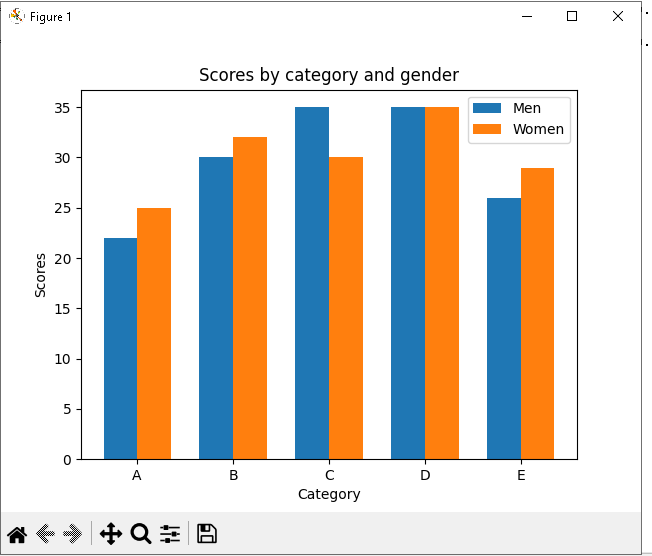 Figure 1
Scores by category and gender
Men
Women
35
30
25
20
15
10
5
0
Scores
A B C D E
Category